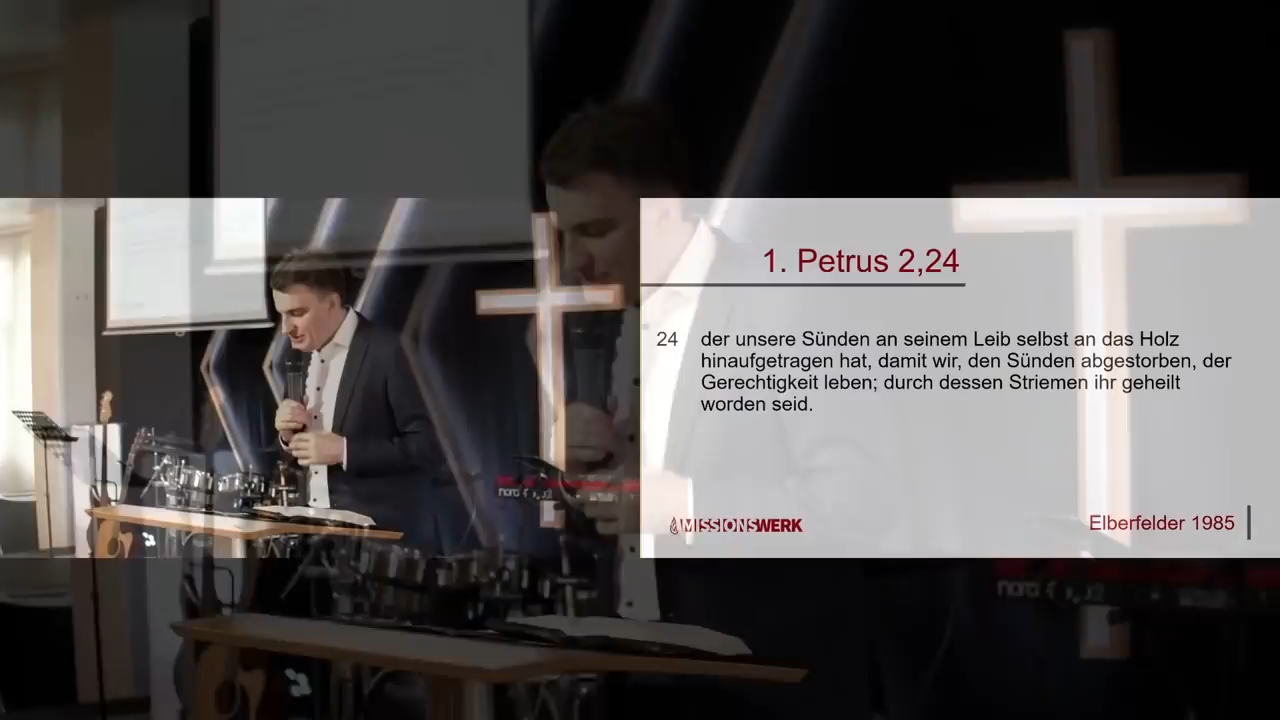 1. Petrus 2,24
24 der unsere Sünden an seinem Leib selbst an das Holz
hinaufgetragen hat, damit wir, den Sünden abgestorben, der
Gerechtigkeit leben; durch dessen Striemen ihr geheilt
worden seid.
MISSIONSWERK
Elberfelder 1985